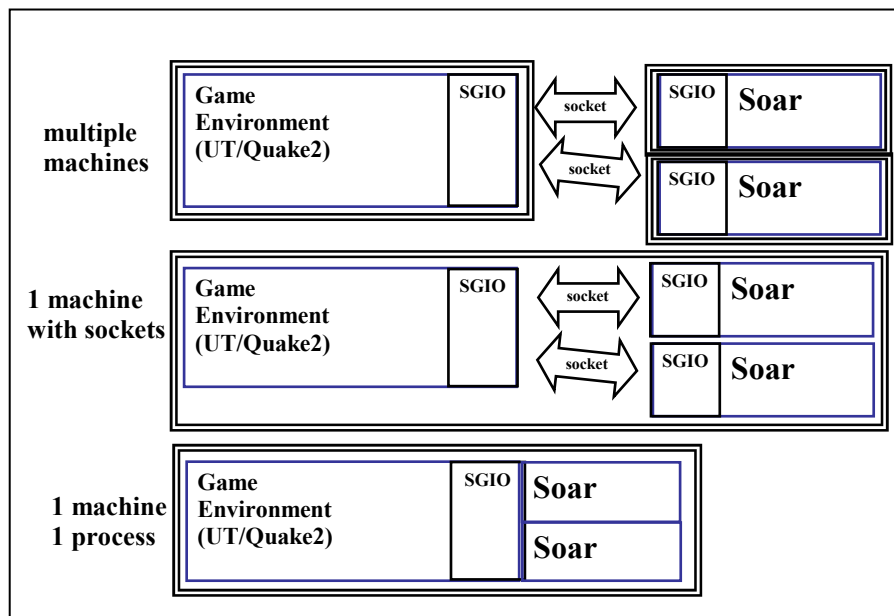 multiple
machines
Game
Environment
(UT/Quake2)
SGIO
socket
socket
SGIO
Soar
SGIO
Soar
1 machine
with sockets
Game
Environment
(UT/Quake2)
SGIO
socket
socket
SGIO
Soar
SGIO
Soar
1 machine
1 process
Game
Environment
(UT/Quake2)
SGIO
Soar
Soar